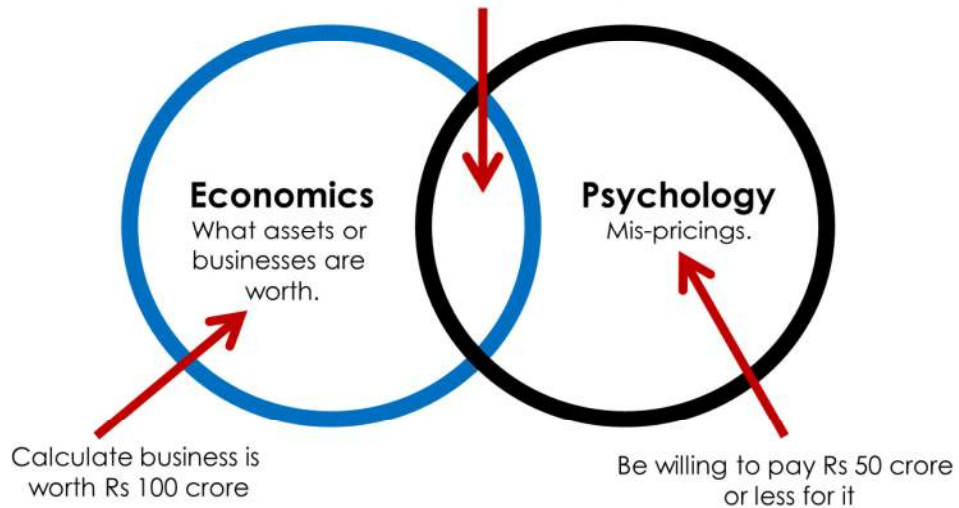 Economics
What assets or
businesses are
worth.
Psychology
Mis-pricings.
Calculate business is
worth Rs 100 crore
Be willing to pay Rs 50 crore
or less for it